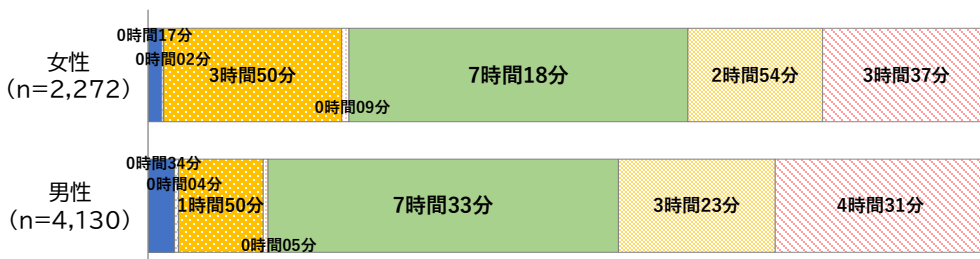 女性
(n=2,272)
0時間17分
0時間02分
3時間50分
0時間09分
7時間18分
2時間54分
3時間37分
男性
(n=4,130)
0時間34分
0時間04分
1時間50分
0時間05分
7時間33分
3時間23分
4時間31分